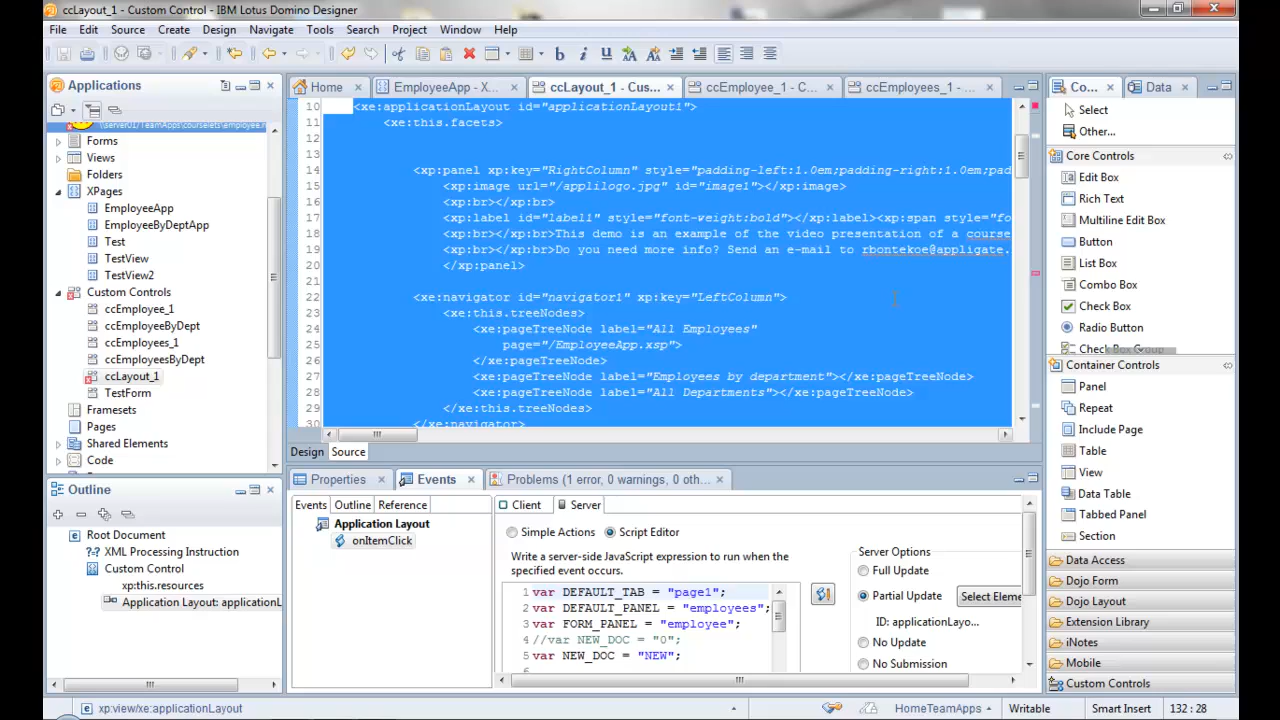 ccLayout_1 - Custom Control - IBM Lotus Domino Designer
File Edit Source Create Design Navigate Tools Search Project Window Help
Applications
Home
EmployeeApp - X...
ccLayout_1 - Cus...
ccEmployee_1 - C...
ccEmployees_1 - ...
Co...
Data
Forms
Views
Folders
XPages
EmployeeApp
EmployeeByDeptApp
Test
TestView
TestView2
Custom Controls
ccEmployee_1
ccEmployeeByDept
ccEmployees_1
ccEmployeesByDept
ccLayout_1
TestForm
Framesets
Pages
Shared Elements
Code
10 <xe:applicationLayout id="applicationLayout1">
11 <xe:this.facets>
12
13
14 <xp:panel xp:key="RightColumn" style="padding-left:1.0em;padding-right:1.0em;pad
15 <xp:image url="/applilogo.jpg" id="image1"></xp:image>
16 <xp:br></xp:br>
17 <xp:label id="label1" style="font-weight:bold"></xp:label><xp:span style="fo
18 <xp:br></xp:br>This demo is an example of the video presentation of a course
19 <xp:br></xp:br>Do you need more info? Send an e-mail to rbontekoe@appligate.
20 </xp:panel>
21
22 <xe:navigator id="navigator1" xp:key="LeftColumn">
23 <xe:this.treeNodes>
24 <xe:pageTreeNode label="All Employees"
25 page="/EmployeeApp.xsp">
26 </xe:pageTreeNode>
27 <xe:pageTreeNode label="Employees by department"></xe:pageTreeNode>
28 <xe:pageTreeNode label="All Departments"></xe:pageTreeNode>
29 </xe:this.treeNodes>
30 </xe:navigator>
Design Source
Select
Other...
Core Controls
Edit Box
Rich Text
Multiline Edit Box
Button
List Box
Combo Box
Check Box
Radio Button
Check Box Group
Container Controls
Panel
Repeat
Include Page
Table
View
Data Table
Tabbed Panel
Section
Data Access
Dojo Form
Dojo Layout
Extension Library
iNotes
Mobile
Custom Controls
Outline
Root Document
XML Processing Instruction
Custom Control
xp:this.resources
Application Layout: applicationL
Properties
Events
Problems (1 error, 0 warnings, 0 oth...
Events Outline Reference
Application Layout
onItemClick
Client Server
Simple Actions Script Editor
Write a server-side JavaScript expression to run when the
specified event occurs.
1 var DEFAULT_TAB = "page1";
2 var DEFAULT_PANEL = "employees";
3 var FORM_PANEL = "employee";
4 //var NEW_DOC = "0";
5 var NEW_DOC = "NEW";
Server Options
Full Update
Partial Update
Select Eleme
ID: applicationLayo...
No Update
No Submission
xp:view/xe:applicationLayout
HomeTeamApps
Writable
Smart Insert
132 : 28